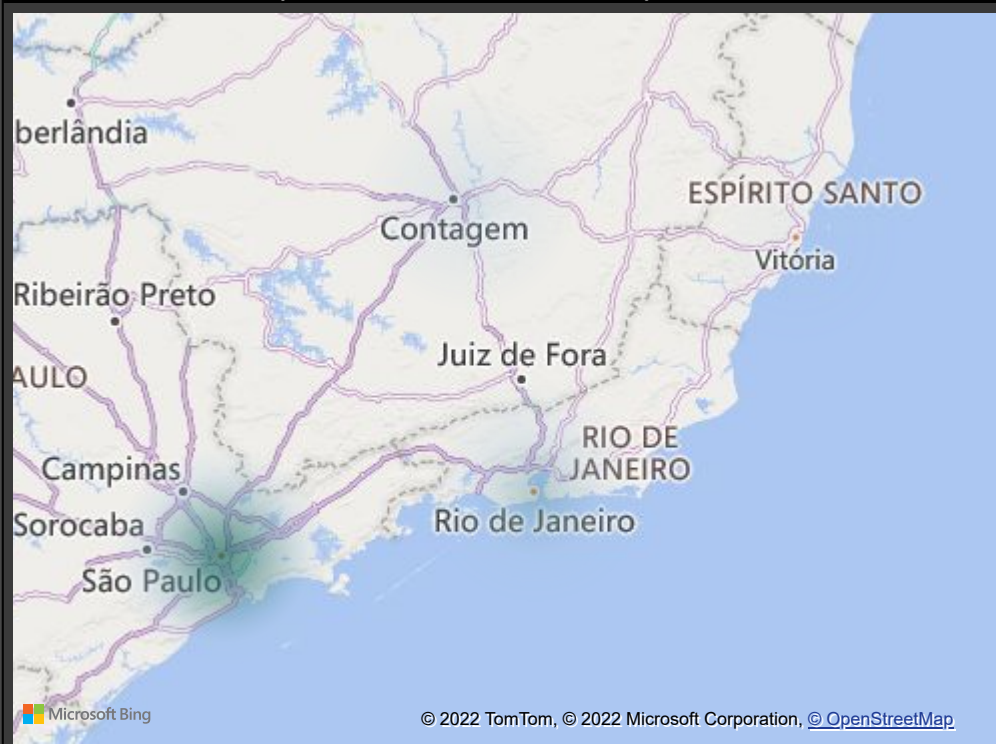 berlândia
ESPÍRITO SANTO
Contagem
Vitória
Ribeirão Preto
Juiz de Fora
AULO
RIO DE
JANEIRO
Campinas
Sorocaba
Rio de Janeiro
São Paulo
Microsoft Bing
© 2022 TomTom, © 2022 Microsoft Corporation, © OpenStreetMap